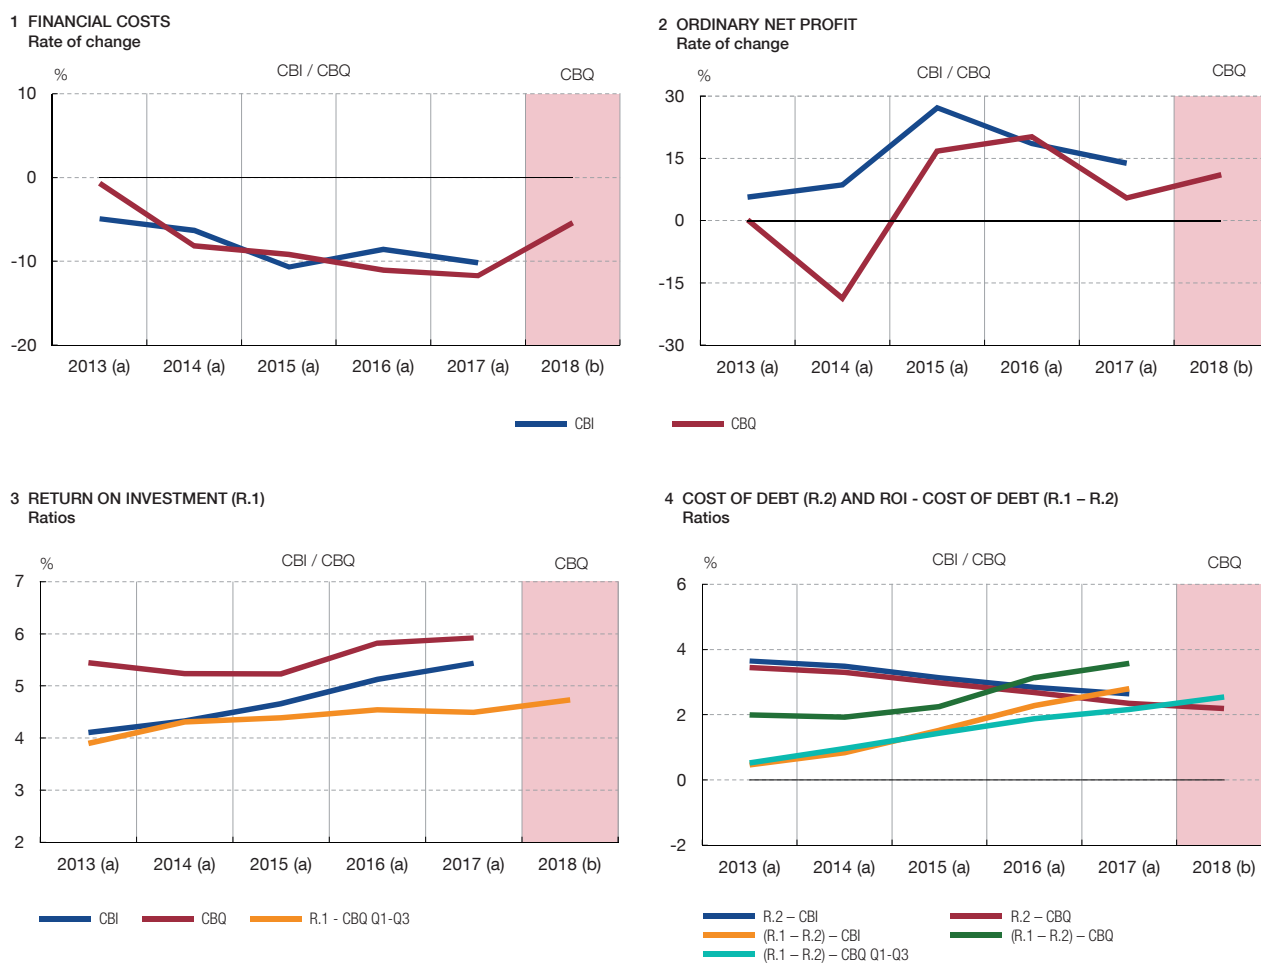 1 FINANCIAL COSTS
Rate of change
%
CBI / CBQ
CBQ
10
0
-10
-20
2013 (a) 2014 (a) 2015 (a) 2016 (a) 2017 (a) 2018 (b)
2 ORDINARY NET PROFIT
Rate of change
%
CBI / CBQ
CBQ
30
15
0
-15
-30
2013 (a) 2014 (a) 2015 (a) 2016 (a) 2017 (a) 2018 (b)
CBI CBQ
3 RETURN ON INVESTMENT (R.1)
Ratios
%
CBI / CBQ
CBQ
7
6
5
4
3
2
2013 (a) 2014 (a) 2015 (a) 2016 (a) 2017 (a) 2018 (b)
CBI CBQ R.1 - CBQ Q1-Q3
4 COST OF DEBT (R.2) AND ROI - COST OF DEBT (R.1 – R.2)
Ratios
%
CBI / CBQ
CBQ
6
4
2
0
-2
2013 (a) 2014 (a) 2015 (a) 2016 (a) 2017 (a) 2018 (b)
R.2 – CBI R.2 – CBQ
(R.1 – R.2) – CBI (R.1 – R.2) – CBQ
(R.1 – R.2) – CBQ Q1-Q3